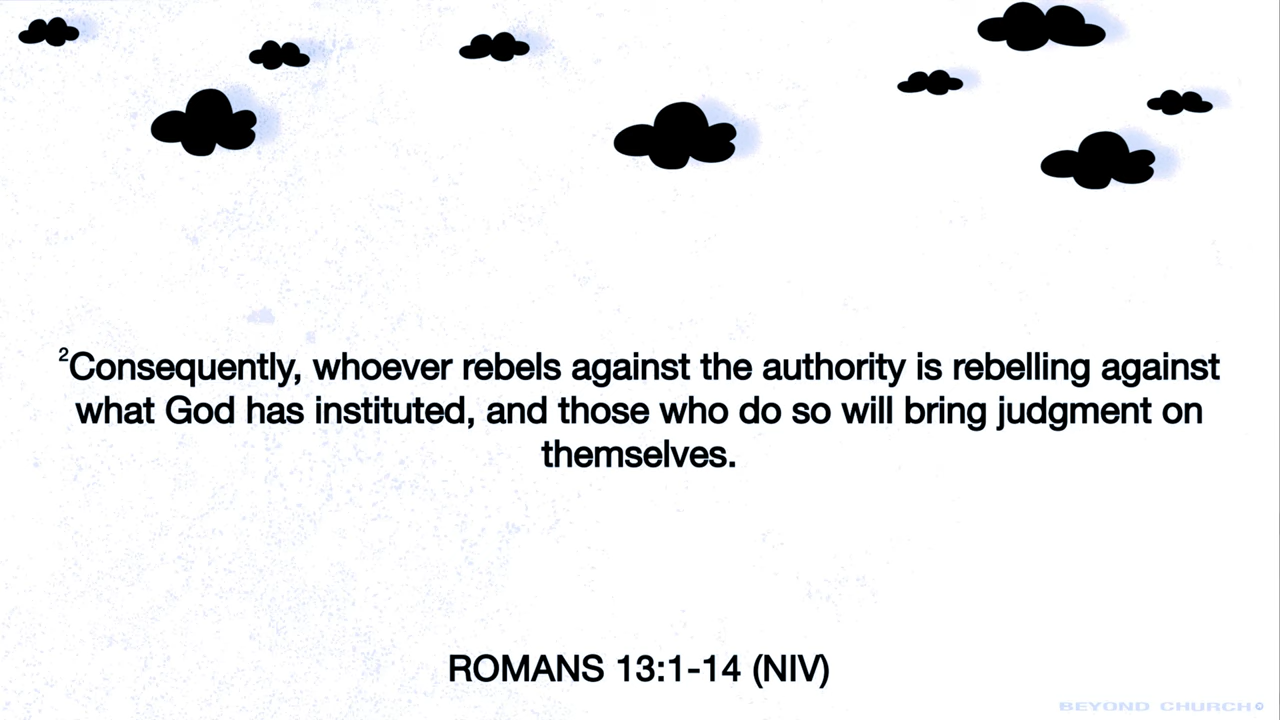 ²Consequently, whoever rebels against the authority is rebelling against
what God has instituted, and those who do so will bring judgment on
themselves.
ROMANS 13:1-14 (NIV)
BEYOND CHURCH©